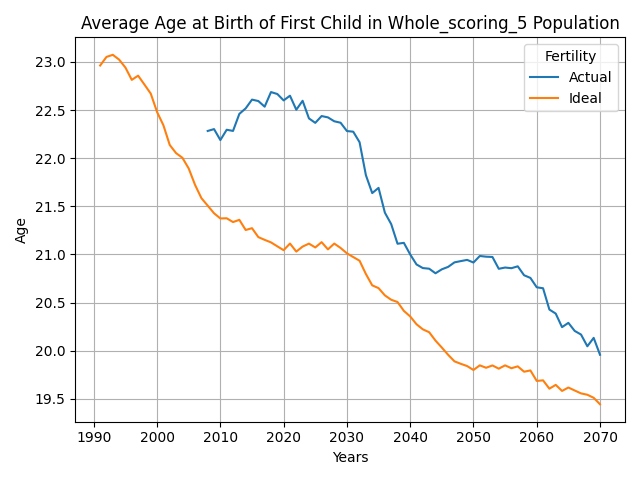 Average Age at Birth of First Child in Whole_scoring_5 Population
Fertility
Actual
Ideal
Age
23.0
22.5
22.0
21.5
21.0
20.5
20.0
19.5
1990 2000 2010 2020 2030 2040 2050 2060 2070
Years